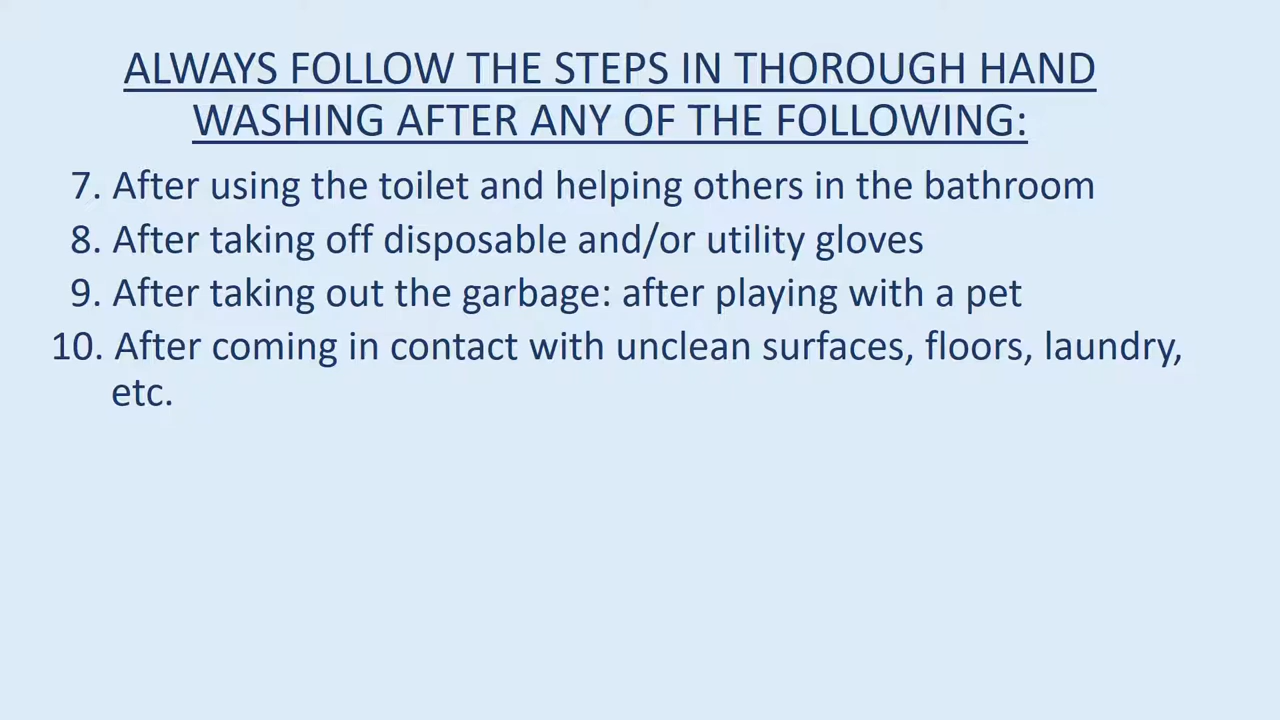 ALWAYS FOLLOW THE STEPS IN THOROUGH HAND
WASHING AFTER ANY OF THE FOLLOWING:
7. After using the toilet and helping others in the bathroom
8. After taking off disposable and/or utility gloves
9. After taking out the garbage: after playing with a pet
10. After coming in contact with unclean surfaces, floors, laundry,
etc.